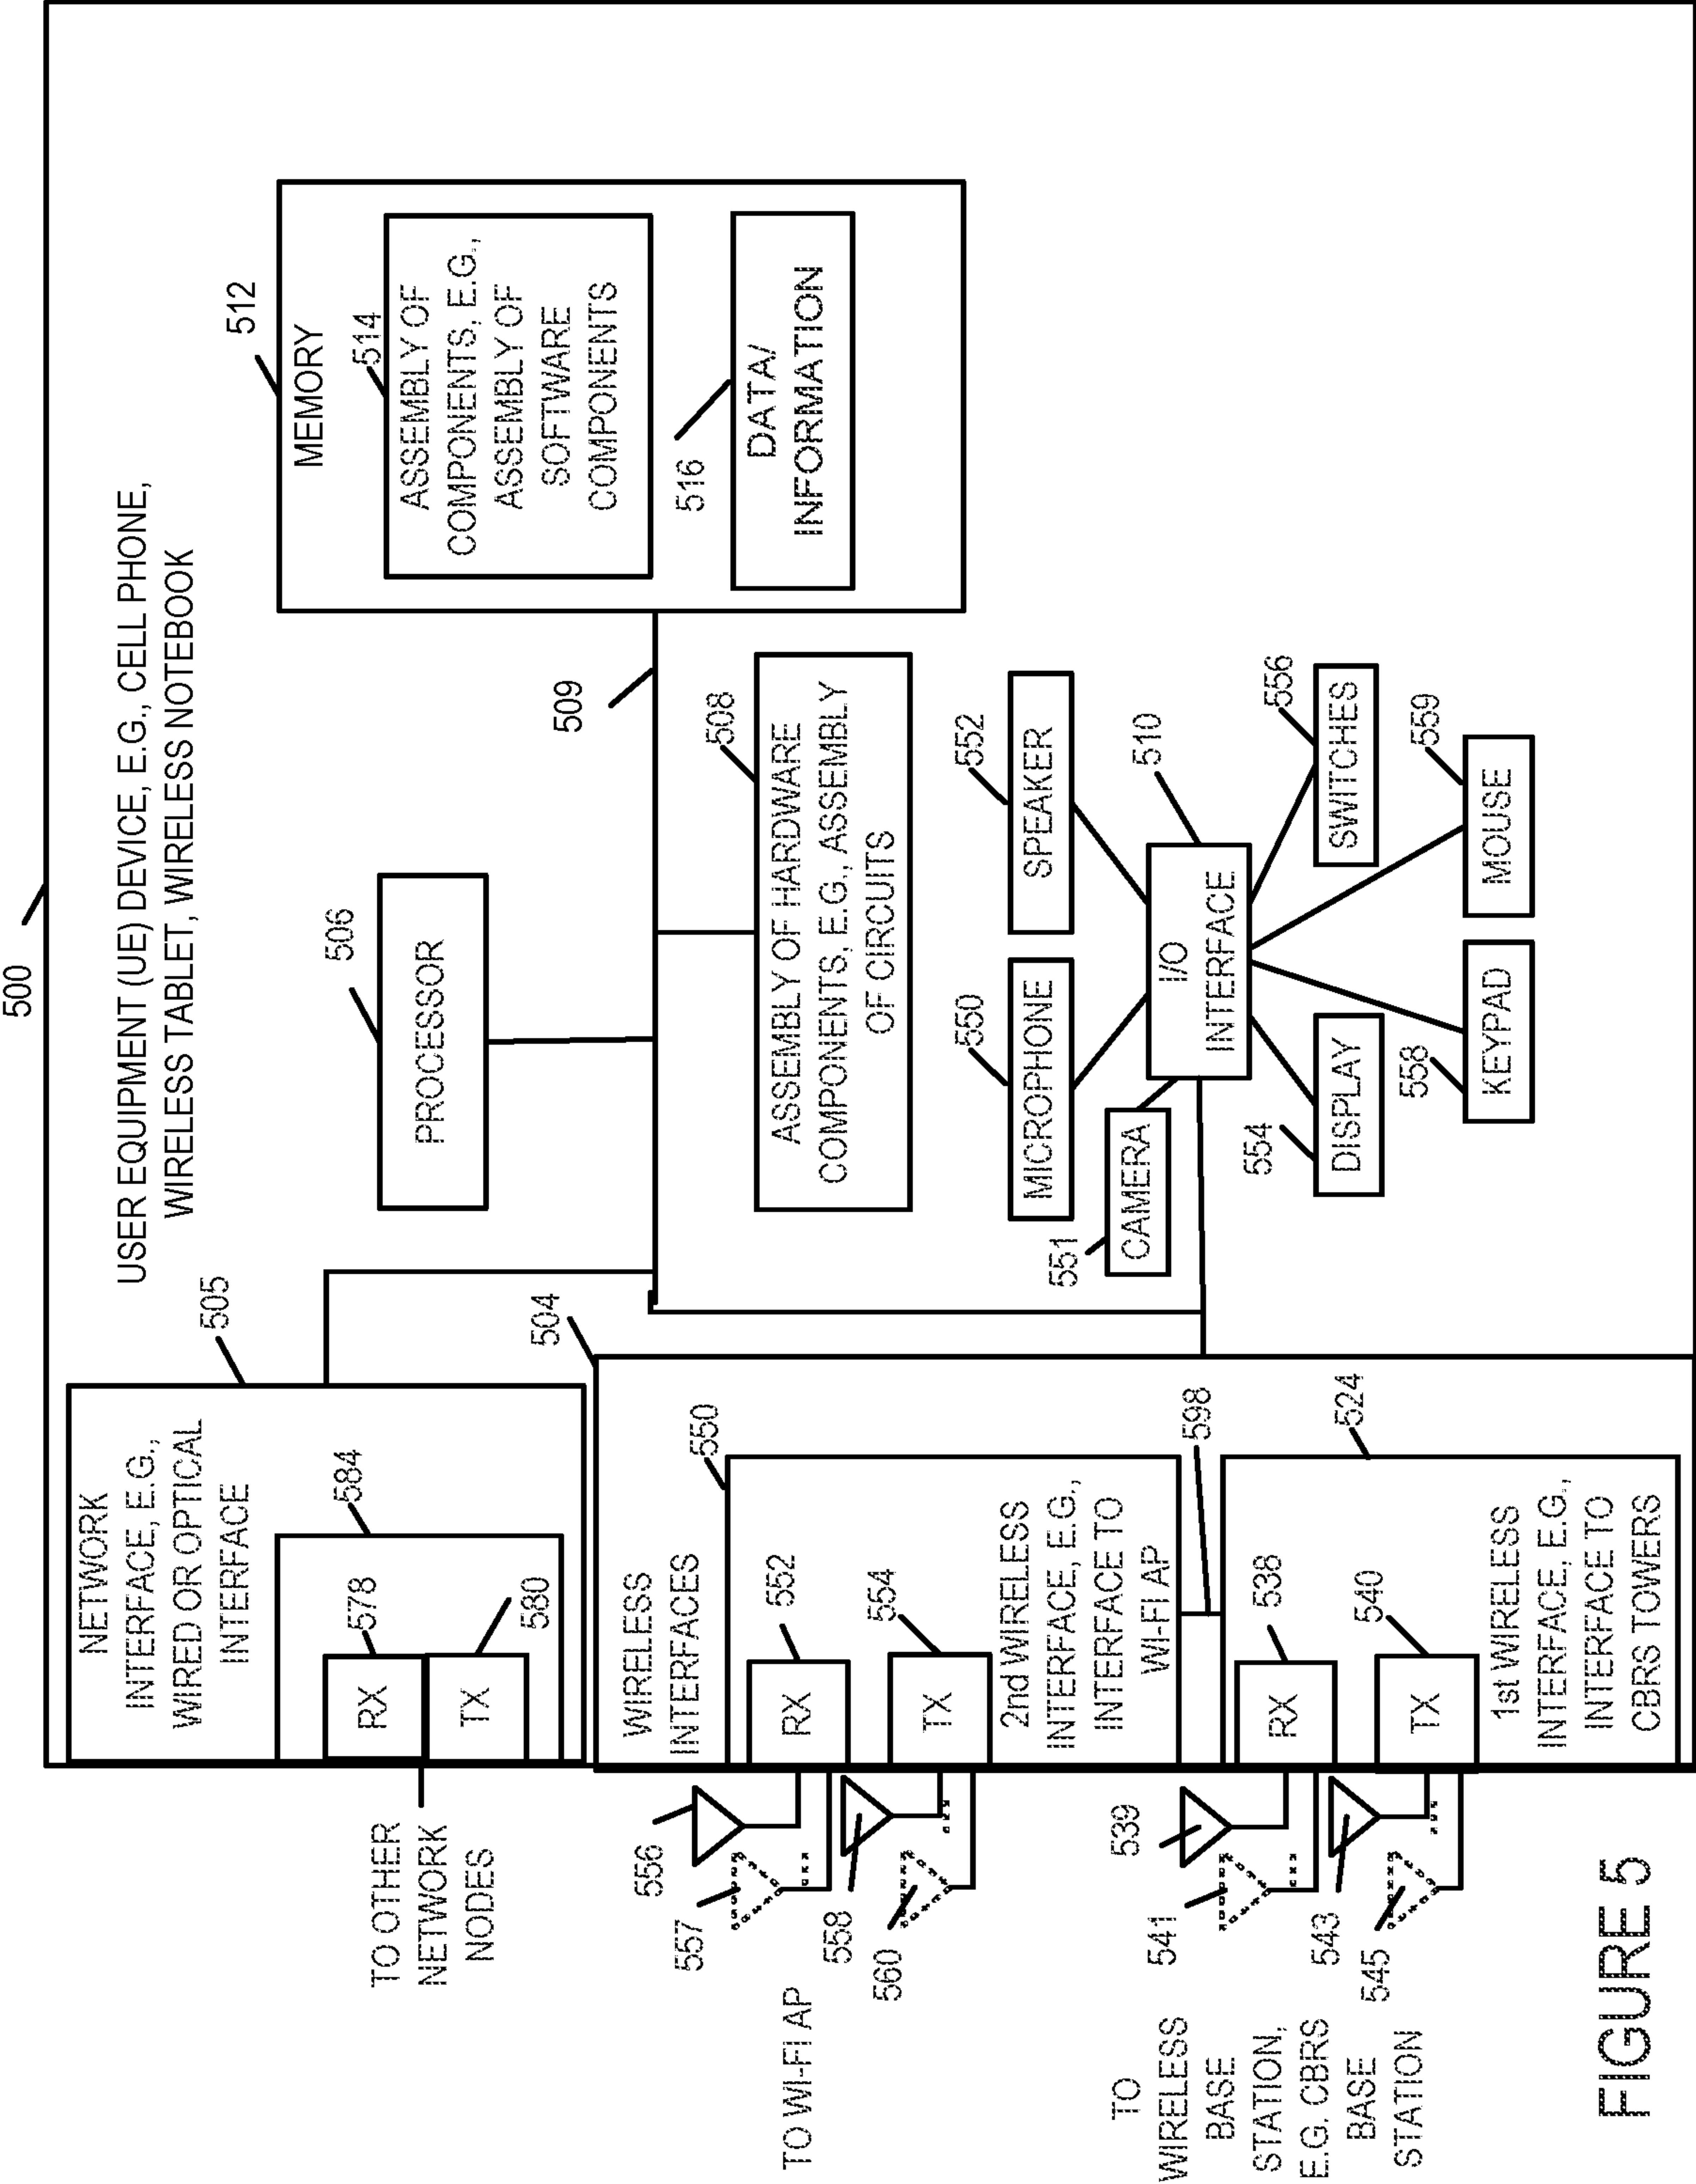 500
USER EQUIPMENT (UE) DEVICE, E.G., CELL PHONE,
WIRELESS TABLET, WIRELESS NOTEBOOK
505
NETWORK
INTERFACE, E.G.,
WIRED OR OPTICAL
INTERFACE
584
578
RX
580
TX
TO OTHER
NETWORK
NODES
506
PROCESSOR
512
MEMORY
514
ASSEMBLY OF
COMPONENTS, E.G.,
ASSEMBLY OF
SOFTWARE
COMPONENTS
516
DATA/
INFORMATION
509
508
ASSEMBLY OF HARDWARE
COMPONENTS, E.G., ASSEMBLY
OF CIRCUITS
504
WIRELESS
INTERFACES
550
552
RX
554
TX
2nd WIRELESS
INTERFACE, E.G.,
INTERFACE TO
WI-FI AP
556
557
558
560
TO WI-FI AP
598
524
538
RX
540
TX
1st WIRELESS
INTERFACE, E.G.,
INTERFACE TO
CBRS TOWERS
539
541
543
545
TO
WIRELESS
BASE
STATION,
E.G. CBRS
BASE
STATION
550
MICROPHONE
552
SPEAKER
551
CAMERA
510
I/O
INTERFACE
554
DISPLAY
556
SWITCHES
558
KEYPAD
559
MOUSE
FIGURE 5